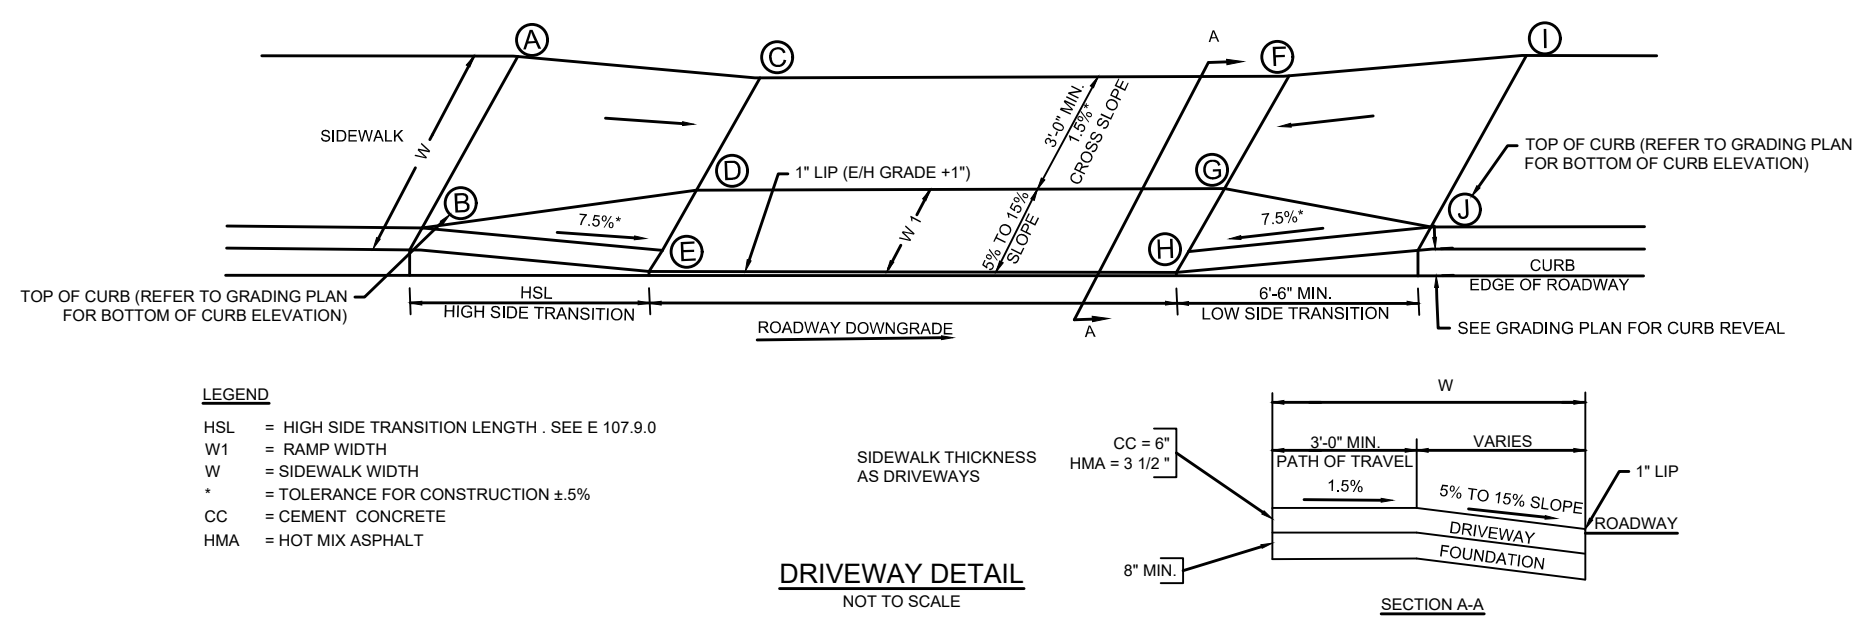 A
C
A
F
I
SIDEWALK
W
3'-0" MIN.
1.5%*
CROSS SLOPE
TOP OF CURB (REFER TO GRADING PLAN
FOR BOTTOM OF CURB ELEVATION)
D
1" LIP (E/H GRADE +1")
G
B
J
7.5%*
W 1
5% TO 15%
SLOPE
7.5%*
E
H
CURB
EDGE OF ROADWAY
TOP OF CURB (REFER TO GRADING PLAN
FOR BOTTOM OF CURB ELEVATION)
HSL
HIGH SIDE TRANSITION
6'-6" MIN.
LOW SIDE TRANSITION
ROADWAY DOWNGRADE
A
SEE GRADING PLAN FOR CURB REVEAL
LEGEND
HSL = HIGH SIDE TRANSITION LENGTH . SEE E 107.9.0
W1 = RAMP WIDTH
W = SIDEWALK WIDTH
* = TOLERANCE FOR CONSTRUCTION ±.5%
CC = CEMENT CONCRETE
HMA = HOT MIX ASPHALT
SIDEWALK THICKNESS
AS DRIVEWAYS
CC = 6"
HMA = 3 1/2 "
8" MIN.
W
3'-0" MIN.
PATH OF TRAVEL
VARIES
1.5%
5% TO 15% SLOPE
1" LIP
ROADWAY
DRIVEWAY
FOUNDATION
SECTION A-A
DRIVEWAY DETAIL
NOT TO SCALE